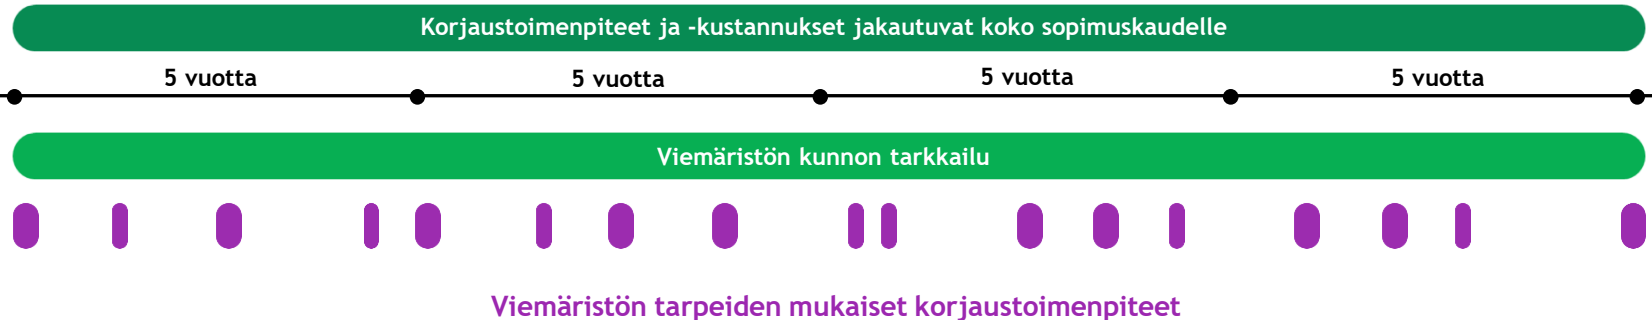 Korjaustoimenpiteet ja -kustannukset jakautuvat koko sopimuskaudelle
5 vuotta
5 vuotta
5 vuotta
5 vuotta
Viemäristön kunnon tarkkailu
Viemäristön tarpeiden mukaiset korjaustoimenpiteet